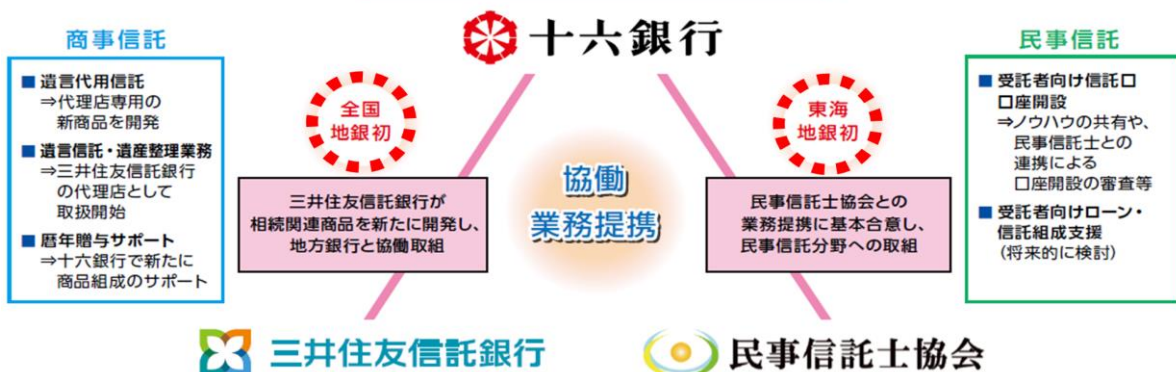 十六銀行
商事信託
■ 遺言代用信託
⇒代理店専用の
新商品を開発
■ 遺言信託・遺産整理業務
⇒三井住友信託銀行
の代理店として
取扱開始
■ 暦年贈与サポート
⇒十六銀行で新たに
商品組成のサポート
全国
地銀初
三井住友信託銀行が
相続関連商品を新たに開発し、
地方銀行と協働取組
協働
業務提携
東海
地銀初
民事信託士協会との
業務提携に基本合意し、
民事信託分野への取組
民事信託
■ 受託者向け信託口
口座開設
⇒ノウハウの共有や、
民事信託士との
連携による
口座開設の審査等
■ 受託者向けローン・
信託組成支援
(将来的に検討)
三井住友信託銀行
民事信託士協会